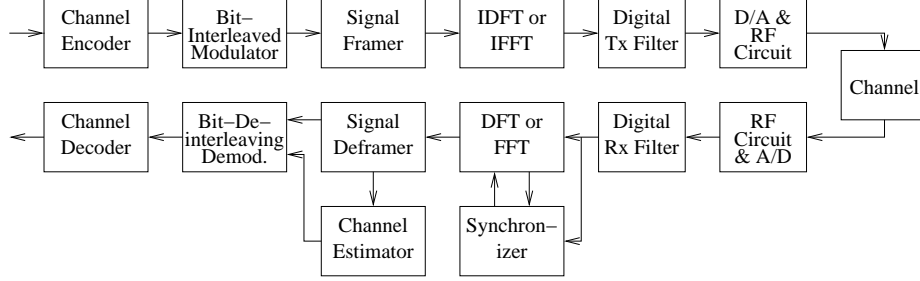 Channel
Encoder
Bit–
Interleaved
Modulator
Signal
Framer
IDFT or
IFFT
Digital
Tx Filter
D/A &
RF
Circuit
Channel
Channel
Decoder
Bit–De–
interleaving
Demod.
Signal
Deframer
DFT or
FFT
Digital
Rx Filter
RF
Circuit
& A/D
Channel
Estimator
Synchron–
izer